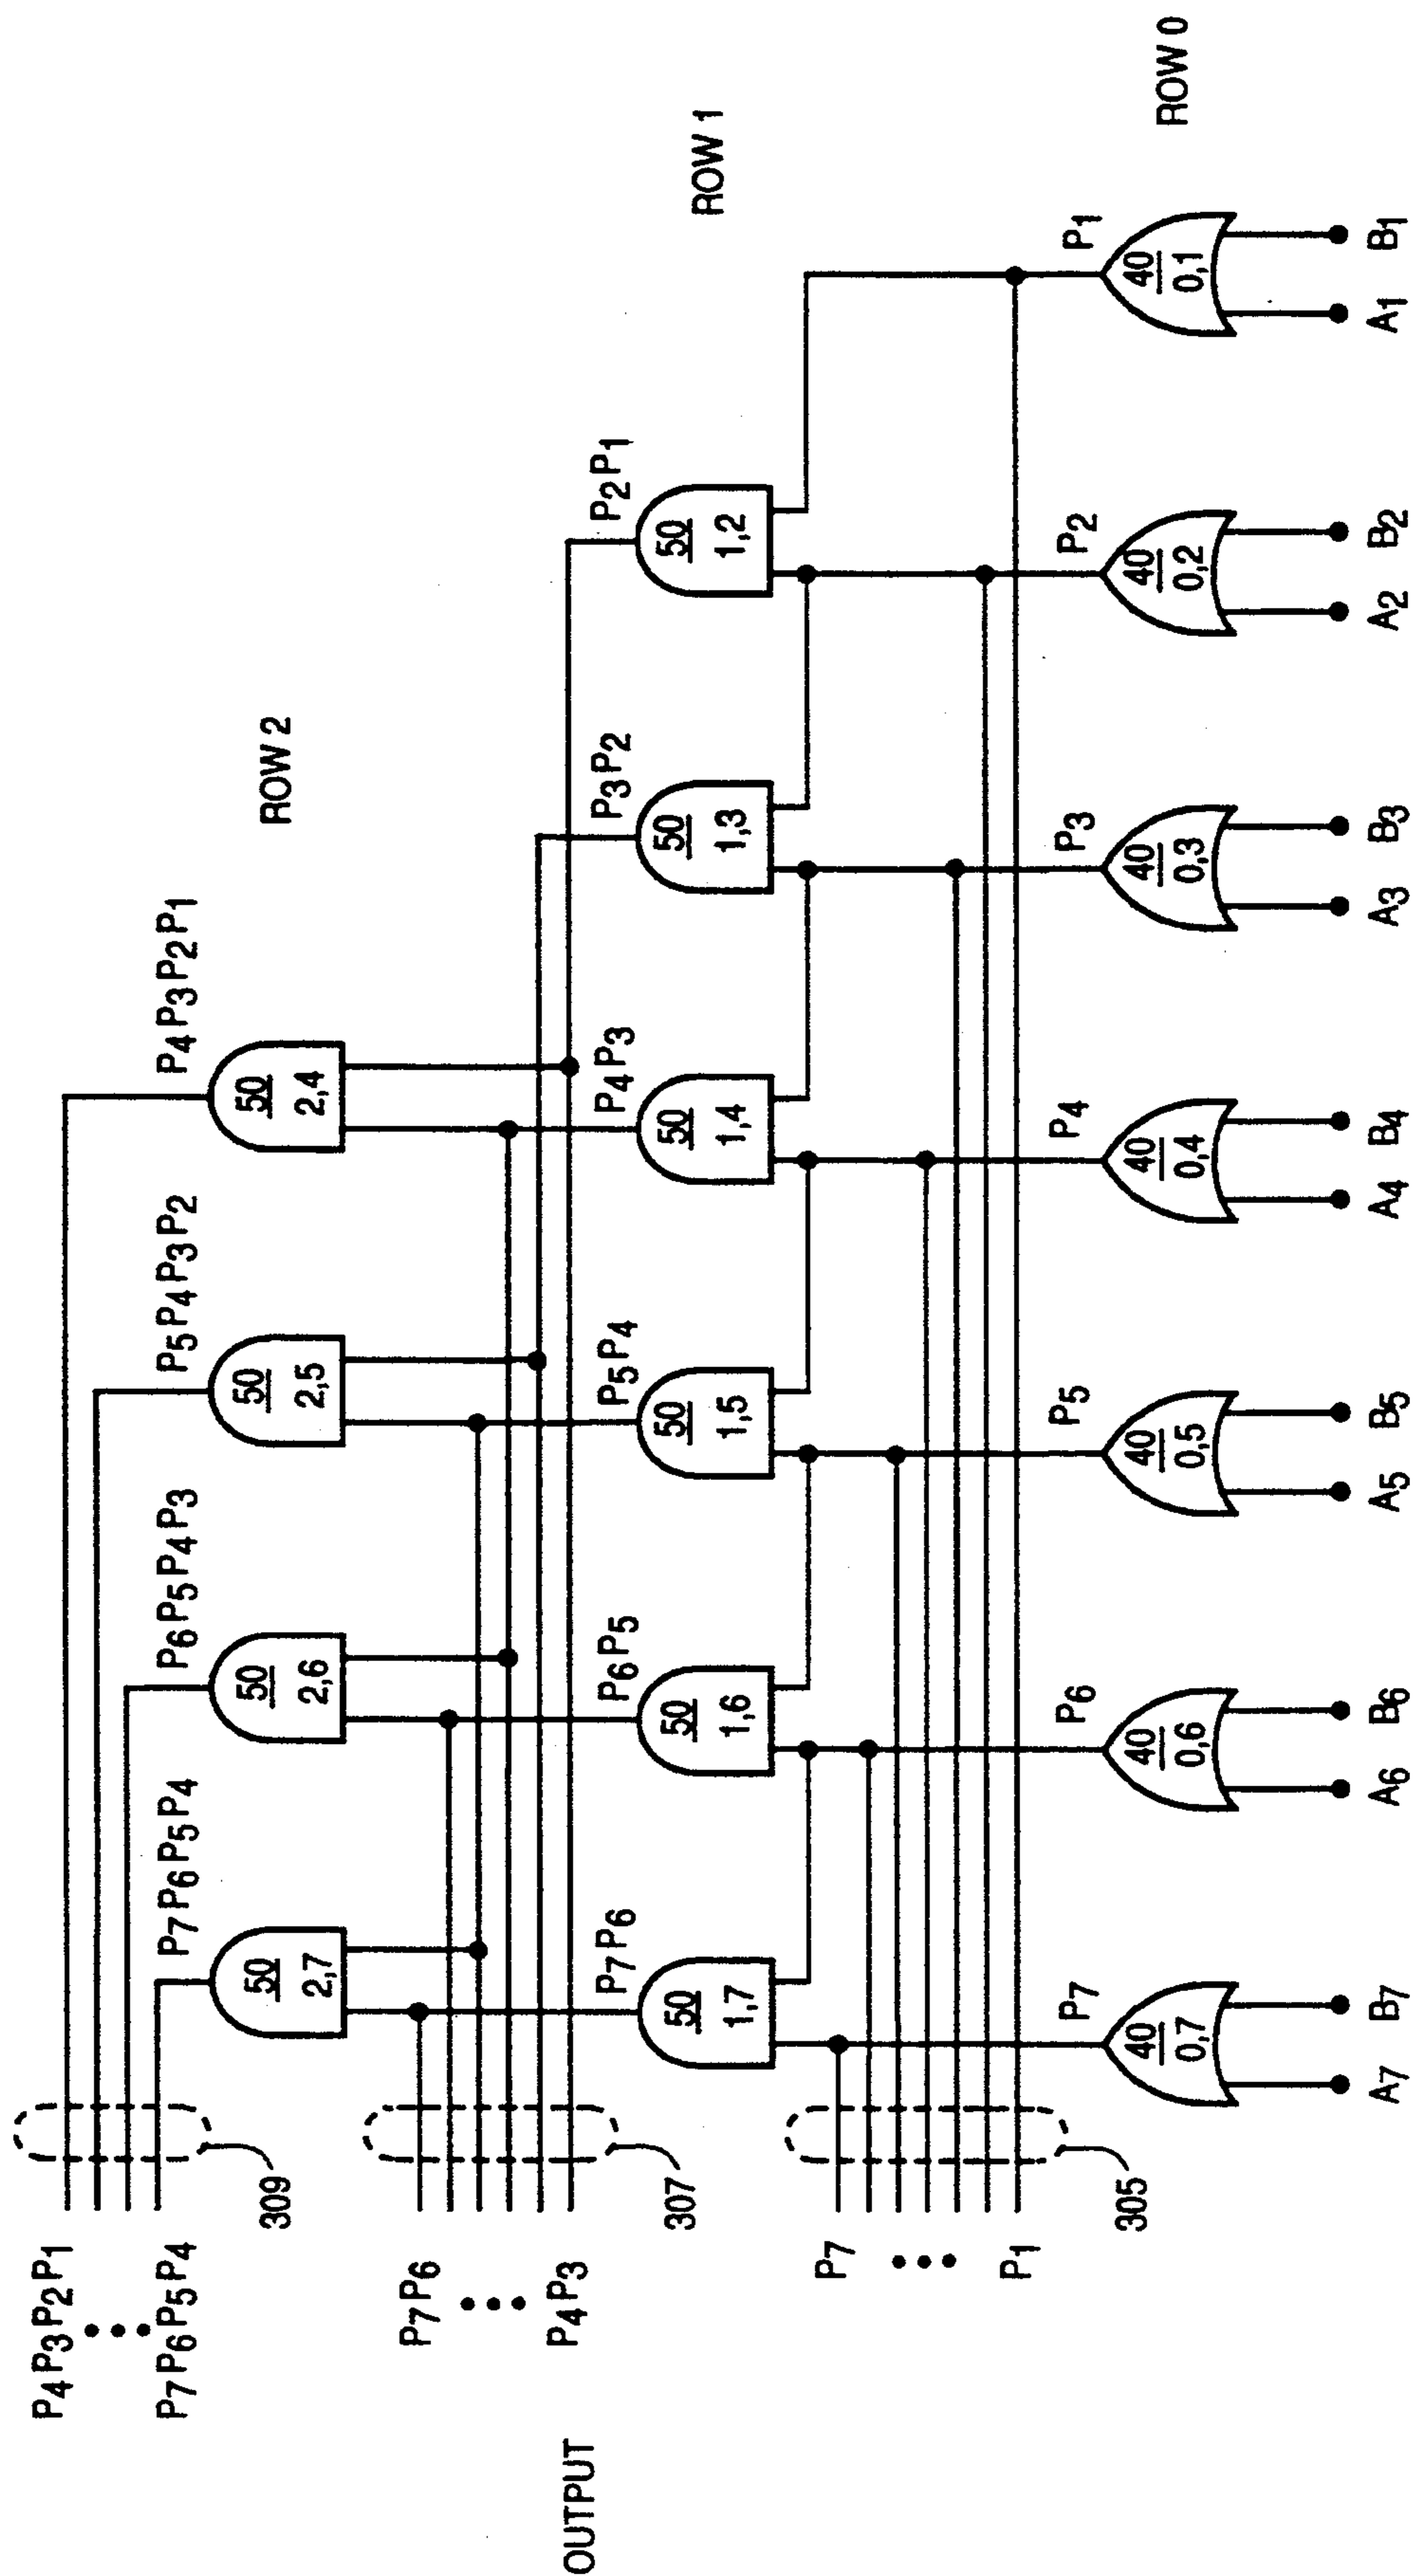 P4P3P2P1
P7P6P5P4
309
P7P6P5P4
P6P5P4P3
P5P4P3P2
P4P3P2P1
50 2,7
50 2,6
50 2,5
50 2,4
ROW 2
OUTPUT
P7P6
P4P3
307
P7P6
P6P5
P5P4
P4P3
P3P2
P2P1
50 1,7
50 1,6
50 1,5
50 1,4
50 1,3
50 1,2
ROW 1
P7
P1
305
P7
P6
P5
P4
P3
P2
P1
40 0,7
40 0,6
40 0,5
40 0,4
40 0,3
40 0,2
40 0,1
ROW 0
A7 B7 A6 B6 A5 B5 A4 B4 A3 B3 A2 B2 A1 B1